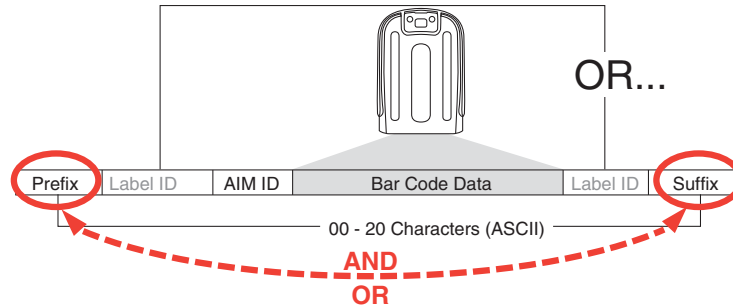 OR...
Prefix Label ID AIM ID Bar Code Data Label ID Suffix
00 - 20 Characters (ASCII)
AND
OR